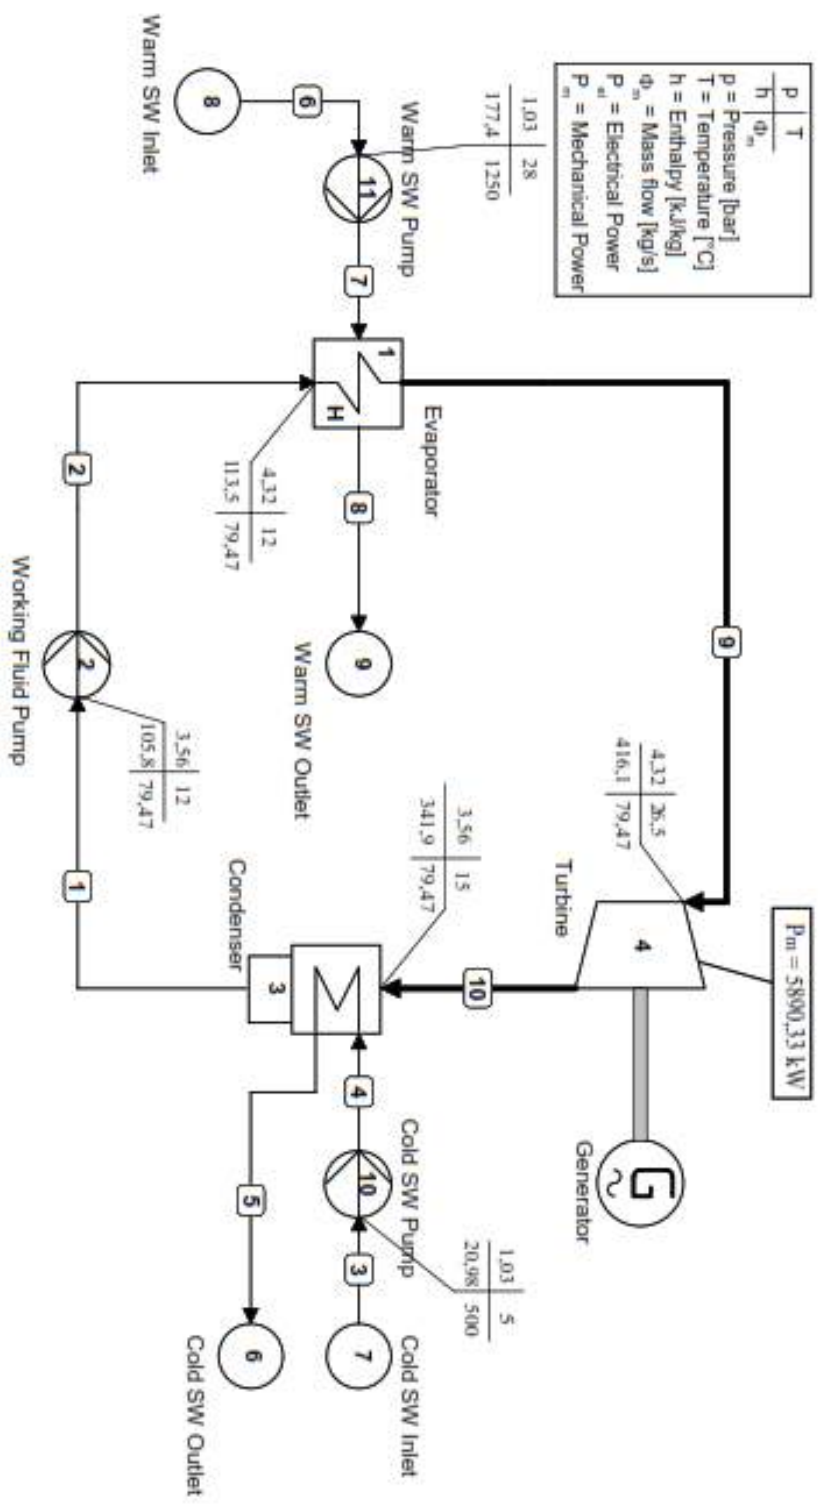 p T
h Φm
p = Pressure [bar]
T = Temperature [°C]
h = Enthalpy [kJ/kg]
Φm = Mass flow [kg/s]
Pel = Electrical Power
Pm = Mechanical Power
Pm = 5890,33 kW
9
4,32 26,5
416,1 79,47
4
Turbine
G
~
Generator
1,03 28
177,4 1250
Warm SW Pump
8
6
11
7
Warm SW Inlet
Evaporator
1
H
4,32 12
113,5 79,47
8
9
Warm SW Outlet
10
3,56 15
341,9 79,47
Condenser
3
4
Cold SW Pump
10
1,03 5
20,98 500
3
7
Cold SW Inlet
5
6
Cold SW Outlet
2
2
3,56 12
105,8 79,47
Working Fluid Pump
1